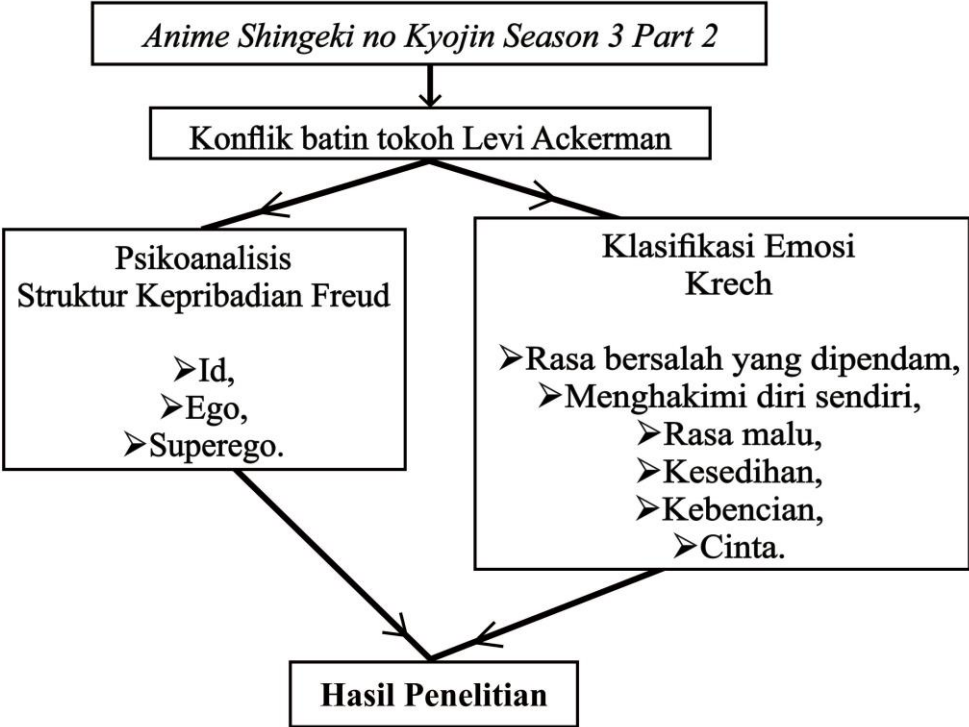 Anime Shingeki no Kyojin Season 3 Part 2
Konflik batin tokoh Levi Ackerman
Psikoanalisis
Struktur Kepribadian Freud
➢Id,
➢Ego,
➢Superego.
Klasifikasi Emosi
Krech
➢Rasa bersalah yang dipendam,
➢Menghakimi diri sendiri,
➢Rasa malu,
➢Kesedihan,
➢Kebencian,
➢Cinta.
Hasil Penelitian